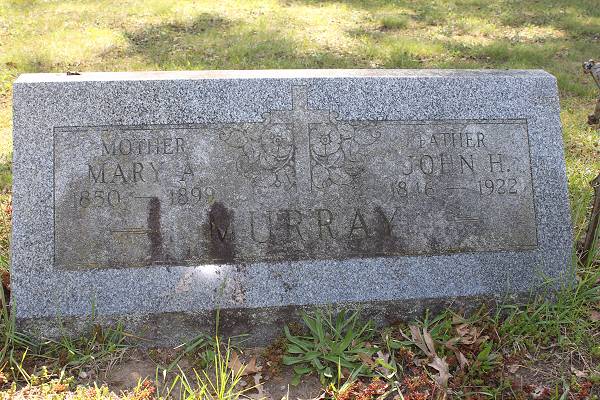 MOTHER
MARY A.
1850 — 1899
FATHER
JOHN H.
1846 — 1922
MURRAY